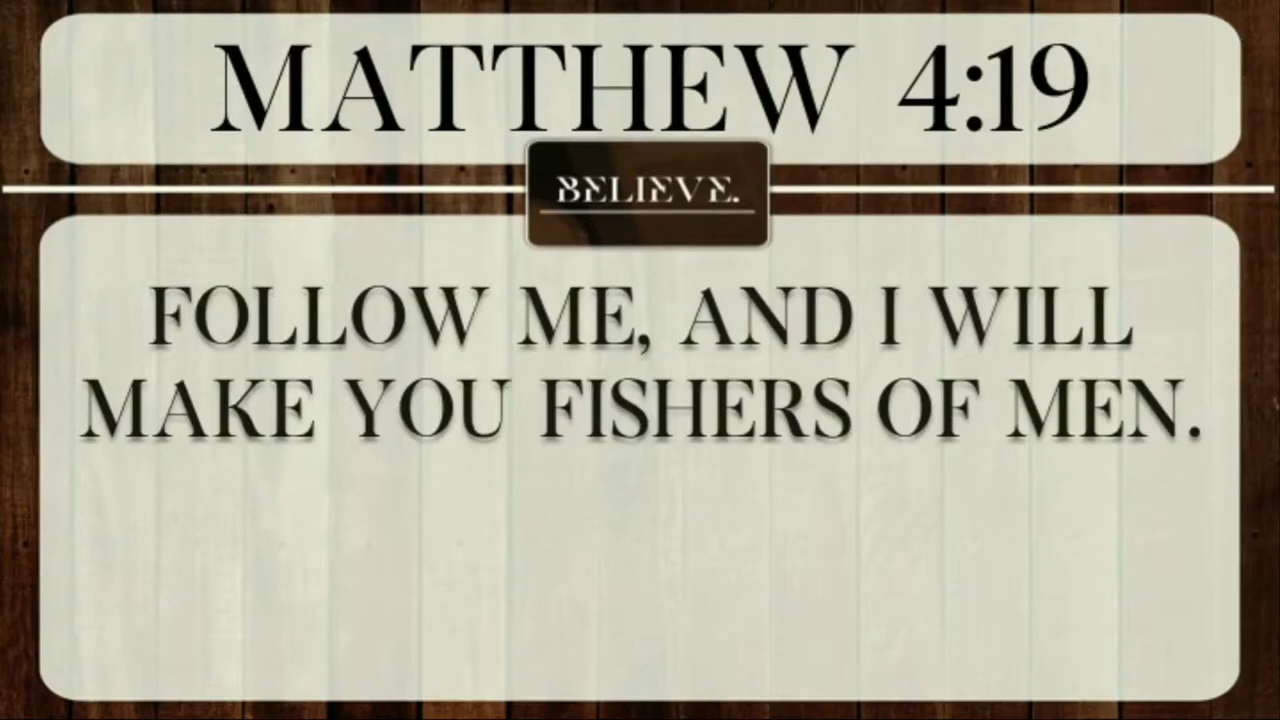 MATTHEW 4:19
BELIEVE.
FOLLOW ME, AND I WILL
MAKE YOU FISHERS OF MEN.